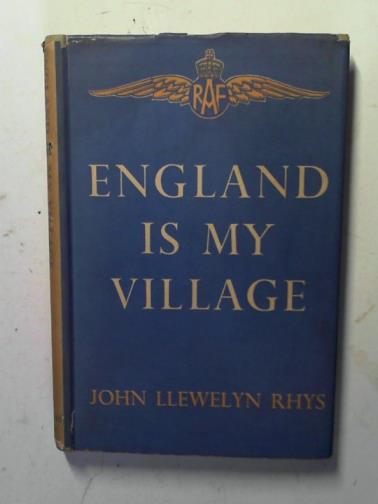 RAF
ENGLAND
IS MY
VILLAGE
JOHN LLEWELYN RHYS